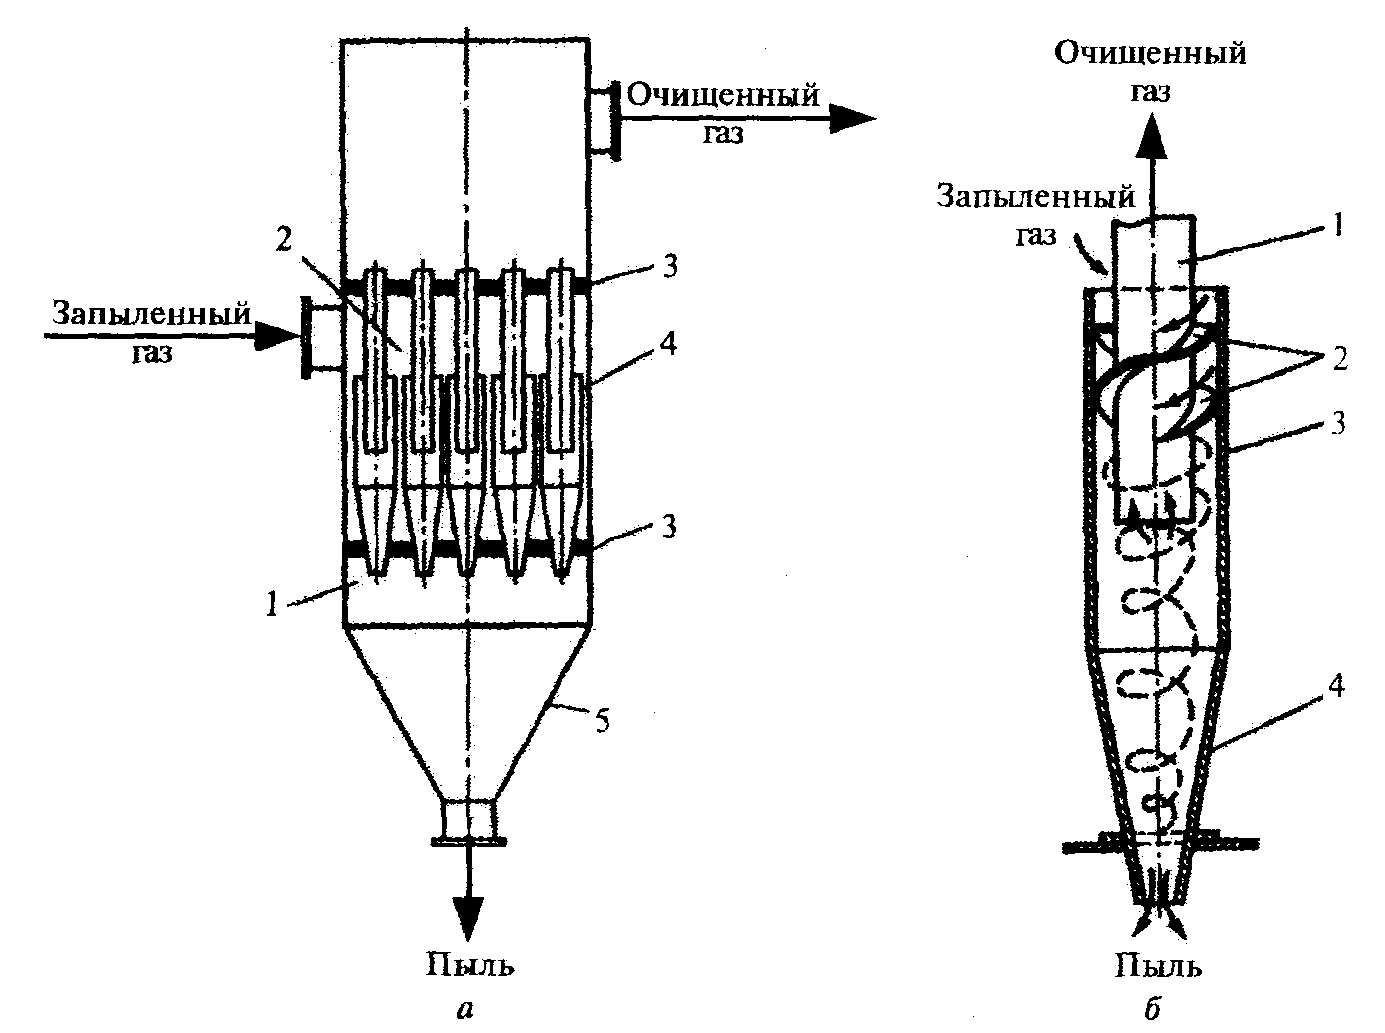 Очищенный
газ
Запыленный
газ
2
3
4
3
1
5
Пыль
а
Очищенный
газ
Запыленный
газ
1
2
3
4
Пыль
б